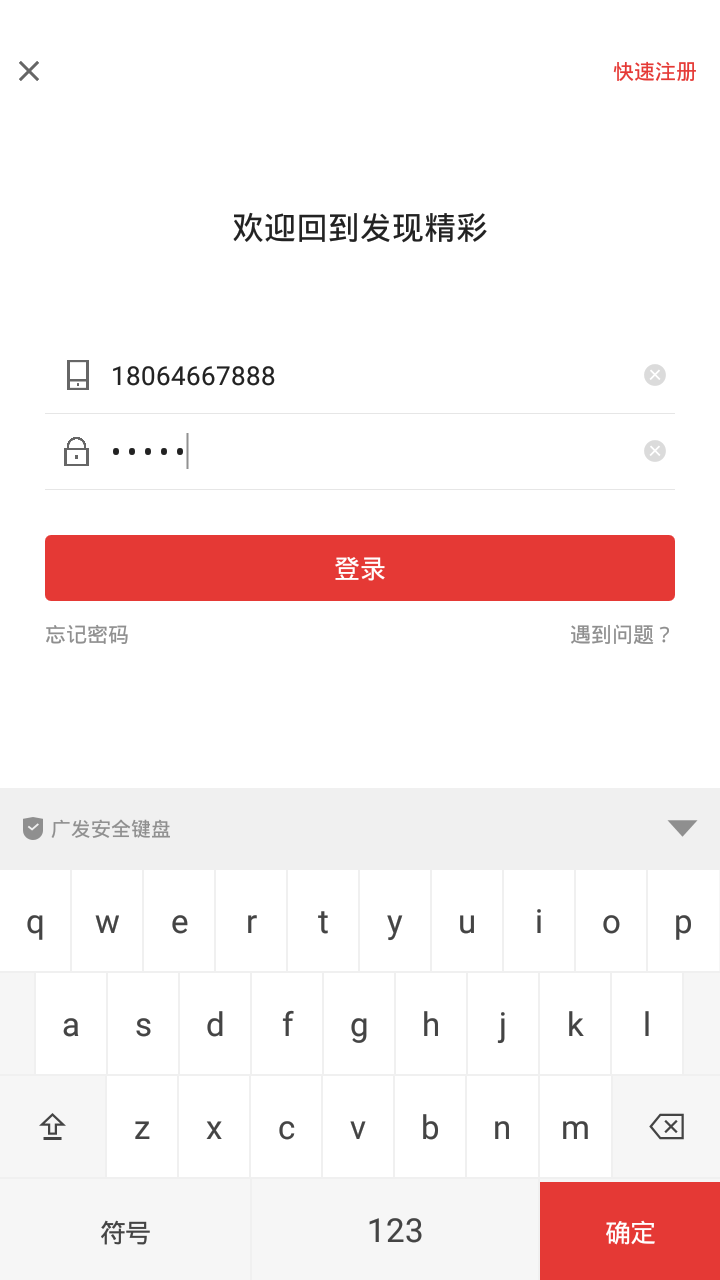 快速注册
欢迎回到发现精彩
18064667888
•••••
登录
忘记密码 遇到问题？
广发安全键盘
q w e r t y u i o p
a s d f g h j k l
z x c v b n m
符号 123 确定